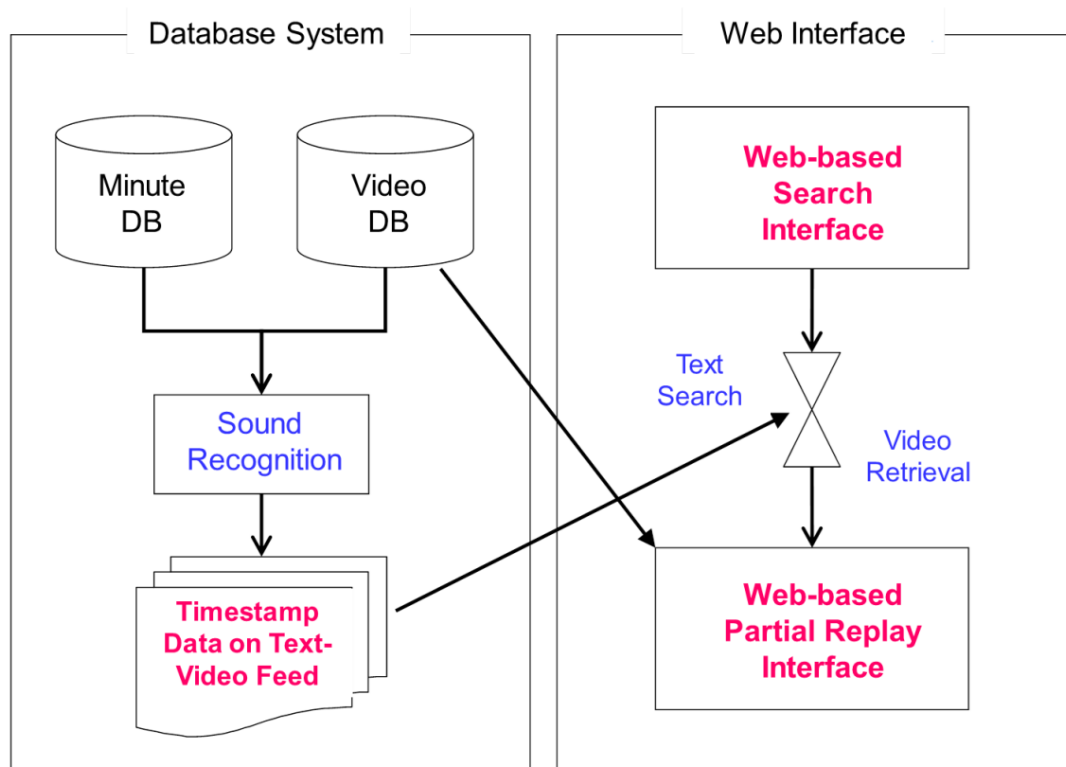 Database System
Minute
DB
Video
DB
Sound
Recognition
Timestamp
Data on Text-
Video Feed
Web Interface
Web-based
Search
Interface
Text
Search
Video
Retrieval
Web-based
Partial Replay
Interface